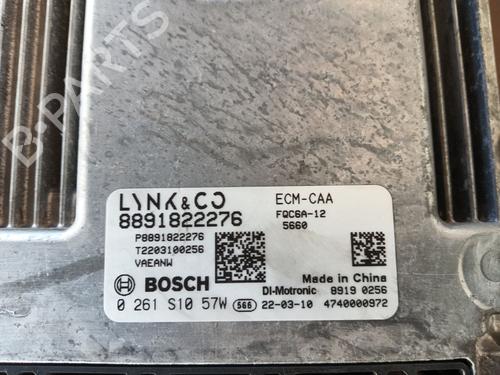 B-PARTS
LYNK&CO
8891822276
P8891822276
T2203100256
VAEANW
ECM-CAA
FQC6A-12
5660
BOSCH
Made in China
DI-Motronic 8919 0256
0 261 S10 57W 566 22-03-10 4740000972